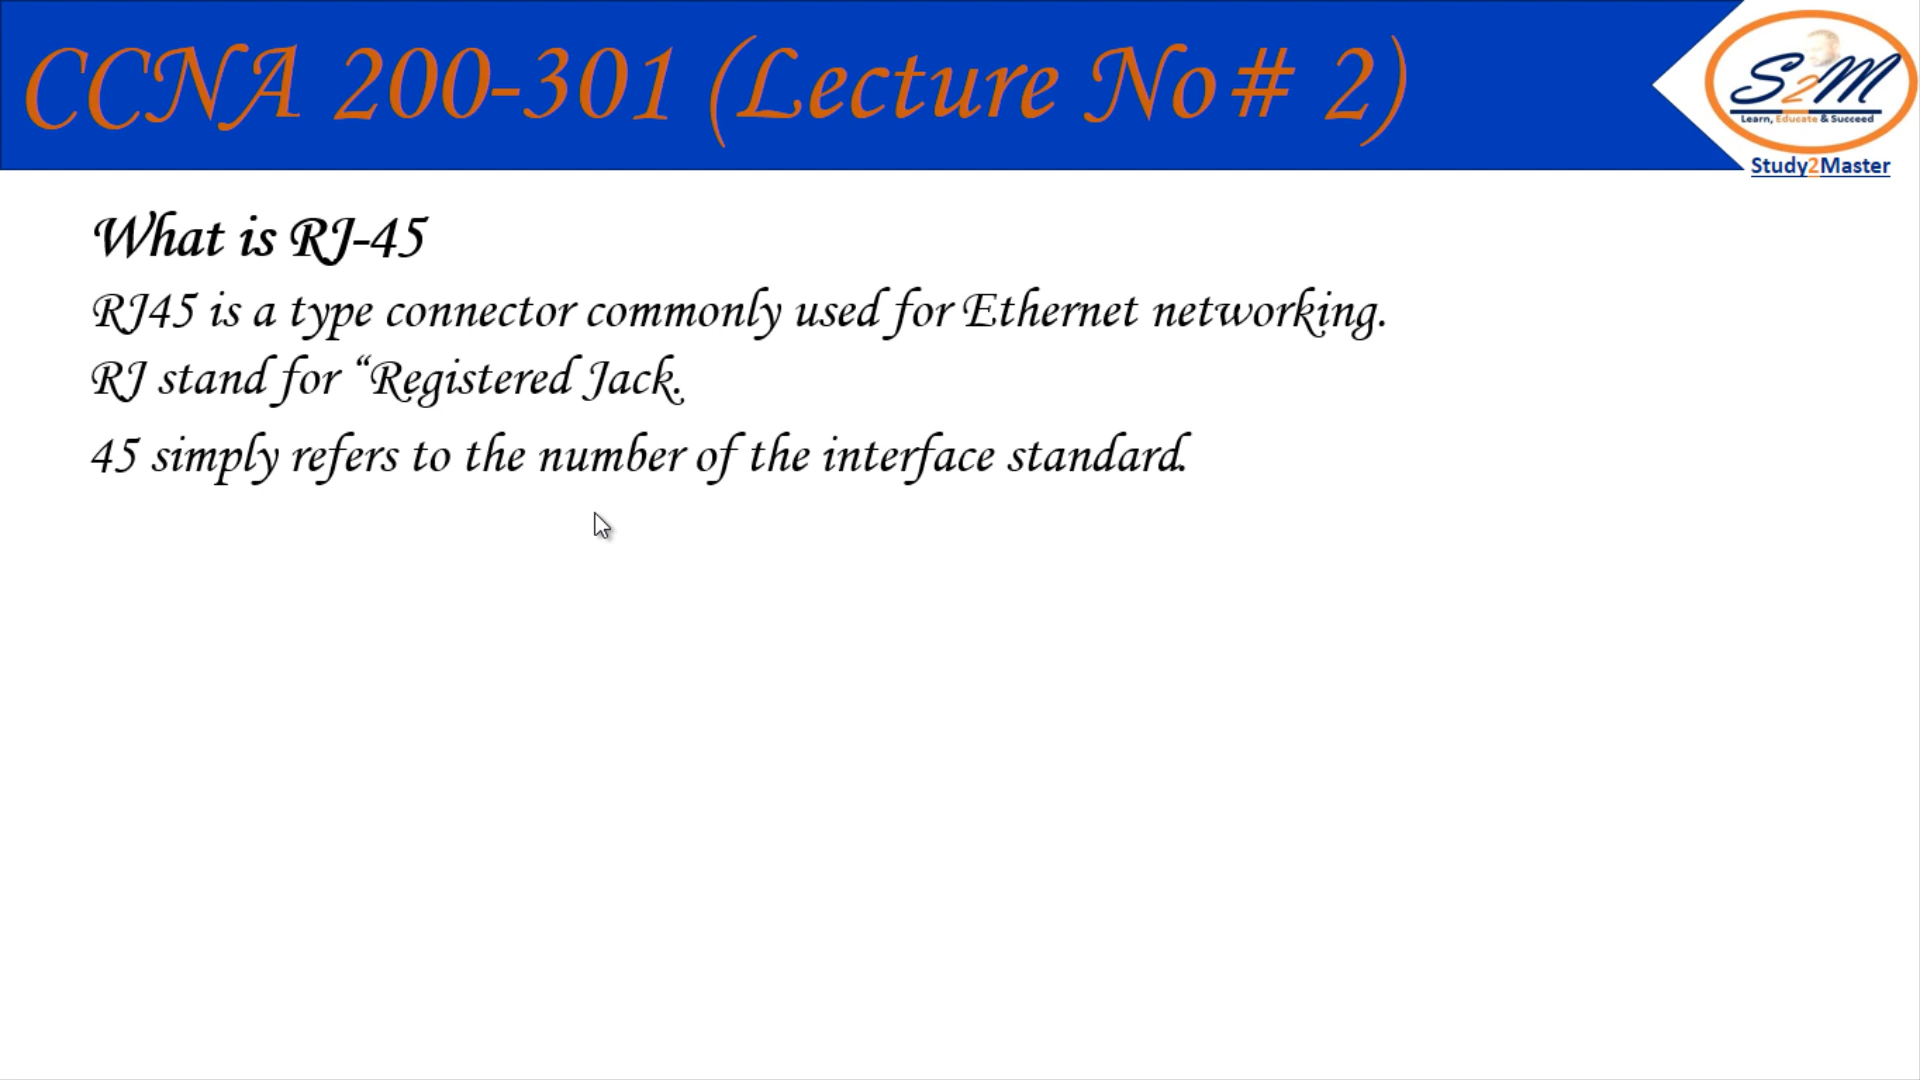 CCNA 200-301 (Lecture No# 2)
S2M
Learn, Educate & Succeed
Study2Master
What is RJ-45
RJ45 is a type connector commonly used for Ethernet networking.
RJ stand for “Registered Jack.
45 simply refers to the number of the interface standard.